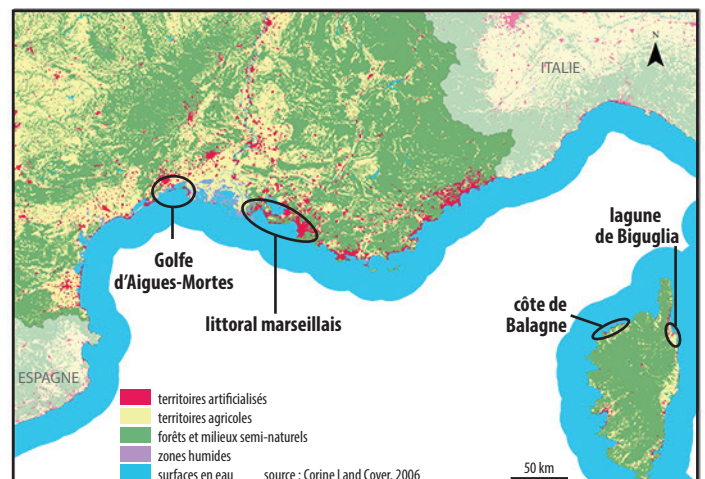 N
ITALIE
lagune
de Biguglia
Golfe
d'Aigues-Mortes
côte de
Balagne
littoral marseillais
ESPAGNE
territoires artificialisés
territoires agricoles
forêts et milieux semi-naturels
zones humides
surfaces en eau
source : Corine Land Cover, 2006
50 km